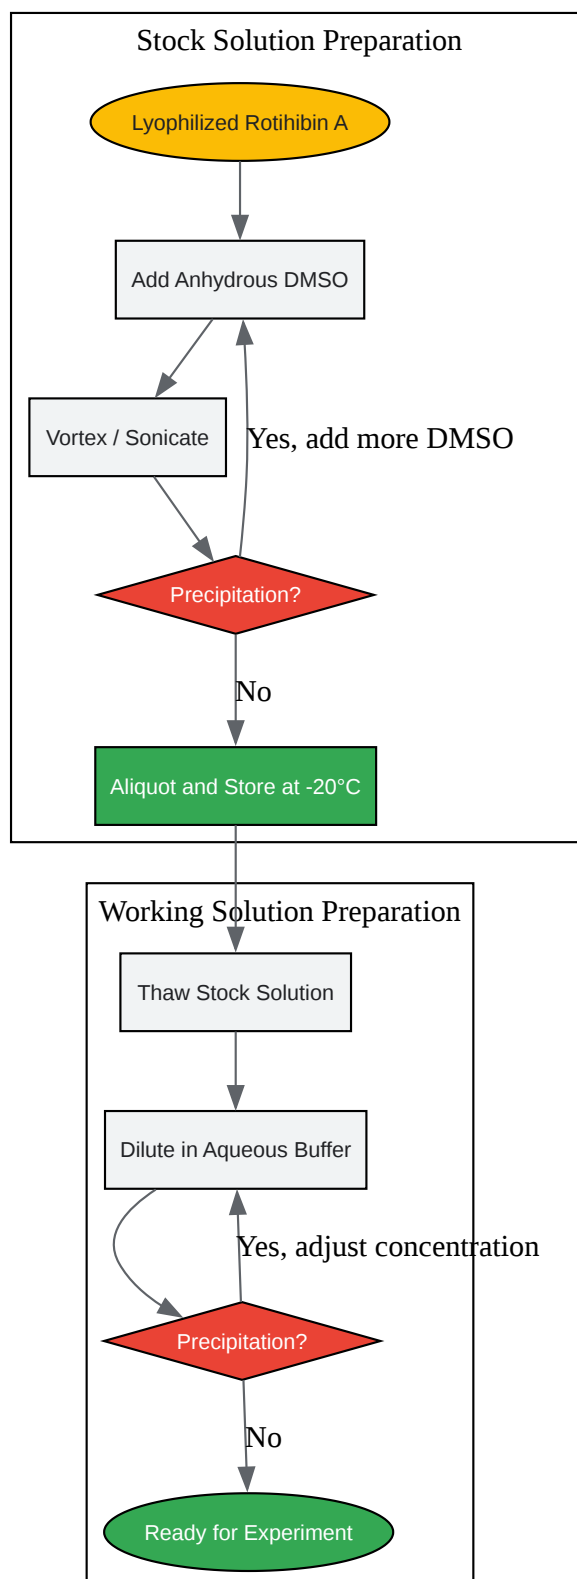 Stock Solution Preparation
Lyophilized Rotihibin A
Add Anhydrous DMSO
Vortex / Sonicate
Yes, add more DMSO
Precipitation?
No
Aliquot and Store at -20°C
Working Solution Preparation
Thaw Stock Solution
Dilute in Aqueous Buffer
Yes, adjust concentration
Precipitation?
No
Ready for Experiment